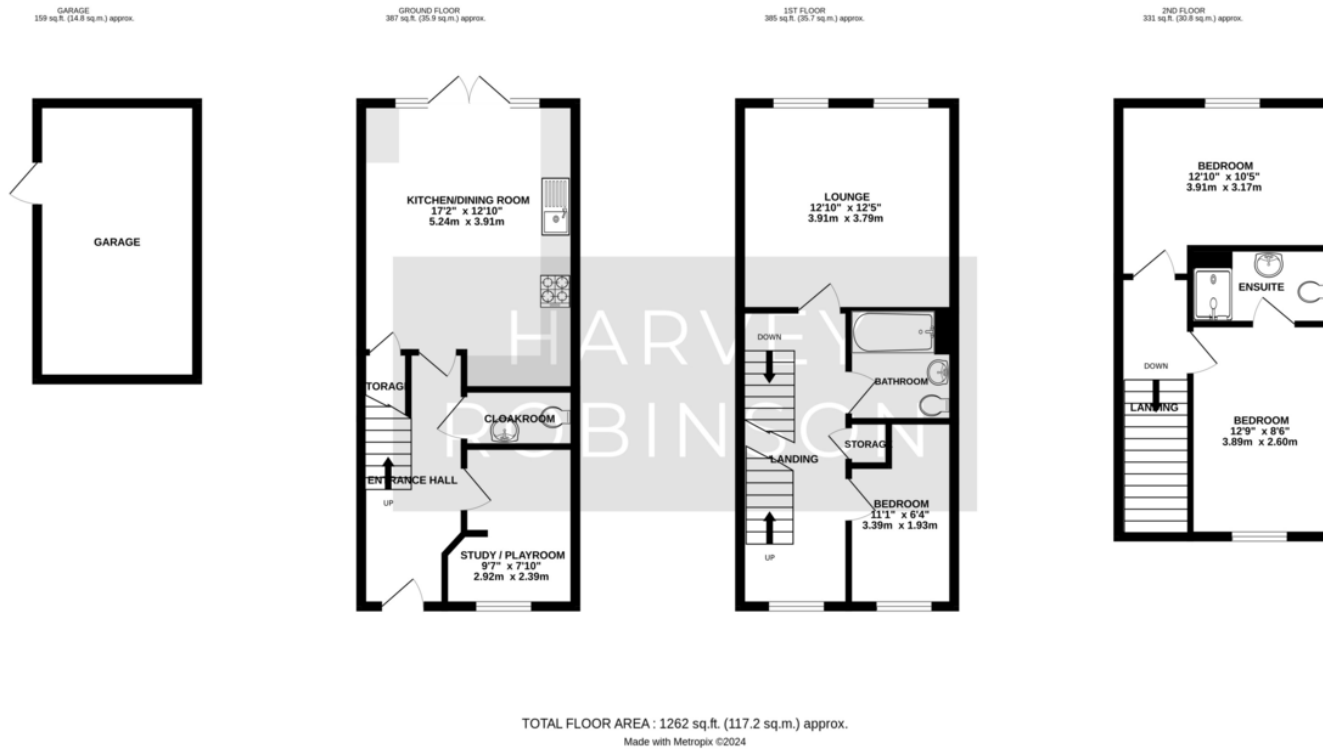 GARAGE
159 sq.ft. (14.8 sq.m.) approx.
GROUND FLOOR
387 sq.ft. (35.9 sq.m.) approx.
1ST FLOOR
385 sq.ft. (35.7 sq.m.) approx.
2ND FLOOR
331 sq.ft. (30.8 sq.m.) approx.
GARAGE
KITCHEN/DINING ROOM
17'2" x 12'10"
5.24m x 3.91m
TORAG
CLOAKROOM
ENTRANCE HALL
UP
STUDY / PLAYROOM
9'7" x 7'10"
2.92m x 2.39m
LOUNGE
12'10" x 12'5"
3.91m x 3.79m
DOWN
BATHROOM
STORAG
LANDING
BEDROOM
11'1" x 6'4"
3.39m x 1.93m
UP
BEDROOM
12'10" x 10'5"
3.91m x 3.17m
ENSUITE
DOWN
LANDING
BEDROOM
12'9" x 8'6"
3.89m x 2.60m
HARVEY
ROBINSON
TOTAL FLOOR AREA : 1262 sq.ft. (117.2 sq.m.) approx.
Made with Metropix ©2024